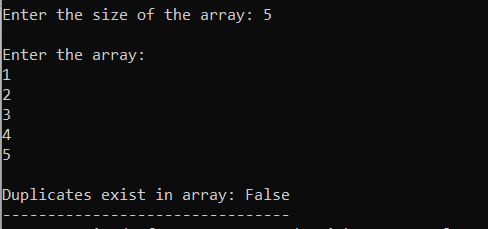 Enter the size of the array: 5
Enter the array:
1
2
3
4
5
Duplicates exist in array: False
--------------------------------